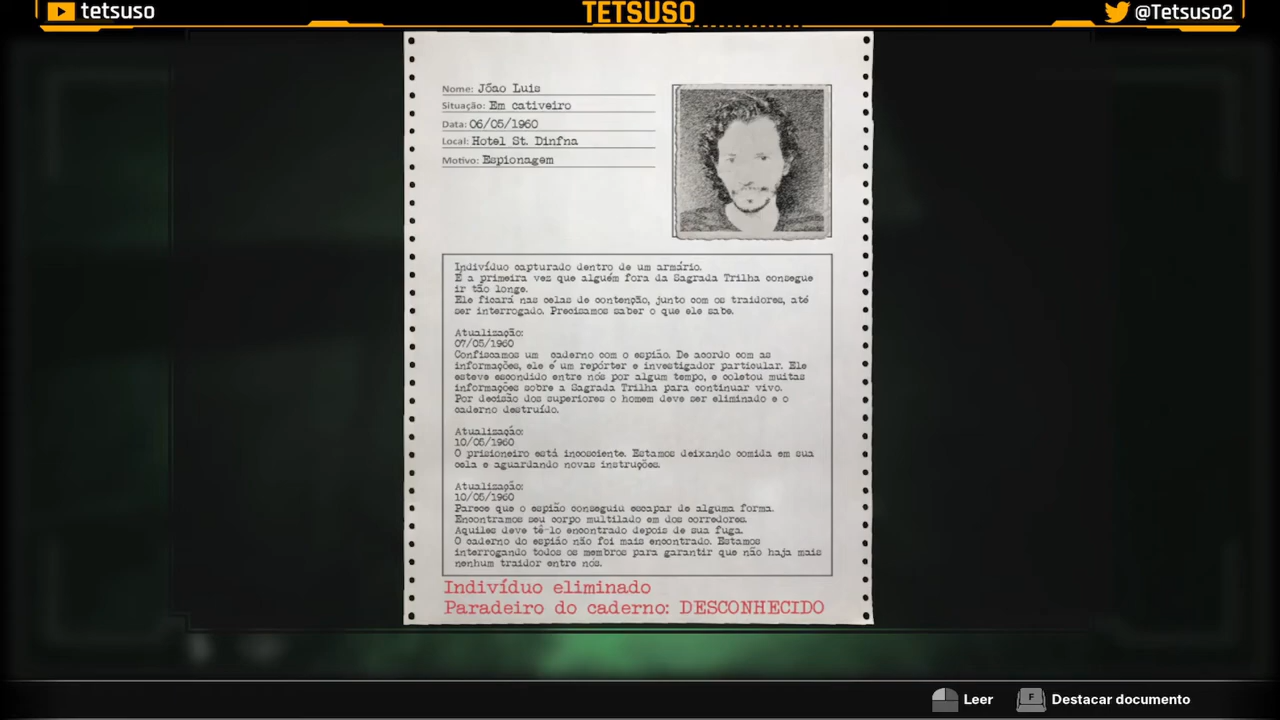 tetsuso
TETSUSO
@Tetsuso2
Nome: Jóao Luis
Situação: Em cativeiro
Data: 06/05/1960
Local: Hotel St. Dinfna
Motivo: Espionagem
Indivíduo capturado dentro de um armário.
É a primeira vez que alguém fora da Sagrada Trilha consegue
ir tão longe.
Ele ficará nas celas de contenção, junto com os traidores, até
ser interrogado. Precisamos saber o que ele sabe.
Atualização:
07/05/1960
Confiscamos um caderno com o espião. De acordo com as
informações, ele é um repórter e investigador particular. Ele
esteve escondido entre nós por algum tempo, e coletou muitas
informações sobre a Sagrada Trilha para continuar vivo.
Por decisão dos superiores o homem deve ser eliminado e o
caderno destruído.
Atualização:
10/05/1960
O prisioneiro está incosciente. Estamos deixando comida em sua
cela e aguardando novas instruções.
Atualização:
10/05/1960
Parece que o espião conseguiu escapar de alguma forma.
Encontramos seu corpo multilado em dos corredores.
Aquiles deve tê-lo encontrado depois de sua fuga.
O caderno do espião não foi mais encontrado. Estamos
interrogando todos os membros para garantir que não haja mais
nenhum traidor entre nós.
Indivíduo eliminado
Paradeiro do caderno: DESCONHECIDO
Leer
F
Destacar documento